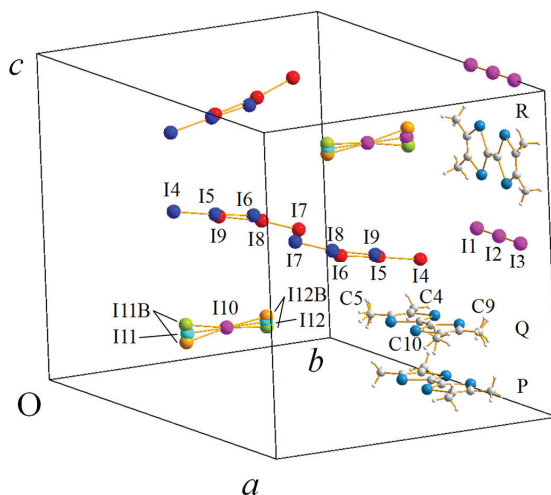 c
R
I4 I5 I6 I7
I9 I8
I1 I2 I3
I7 I8 I9
I6 I5 I4
I11B I10 I12B
I11 I12
C5 C4 C9
C10 Q
b
P
O
a